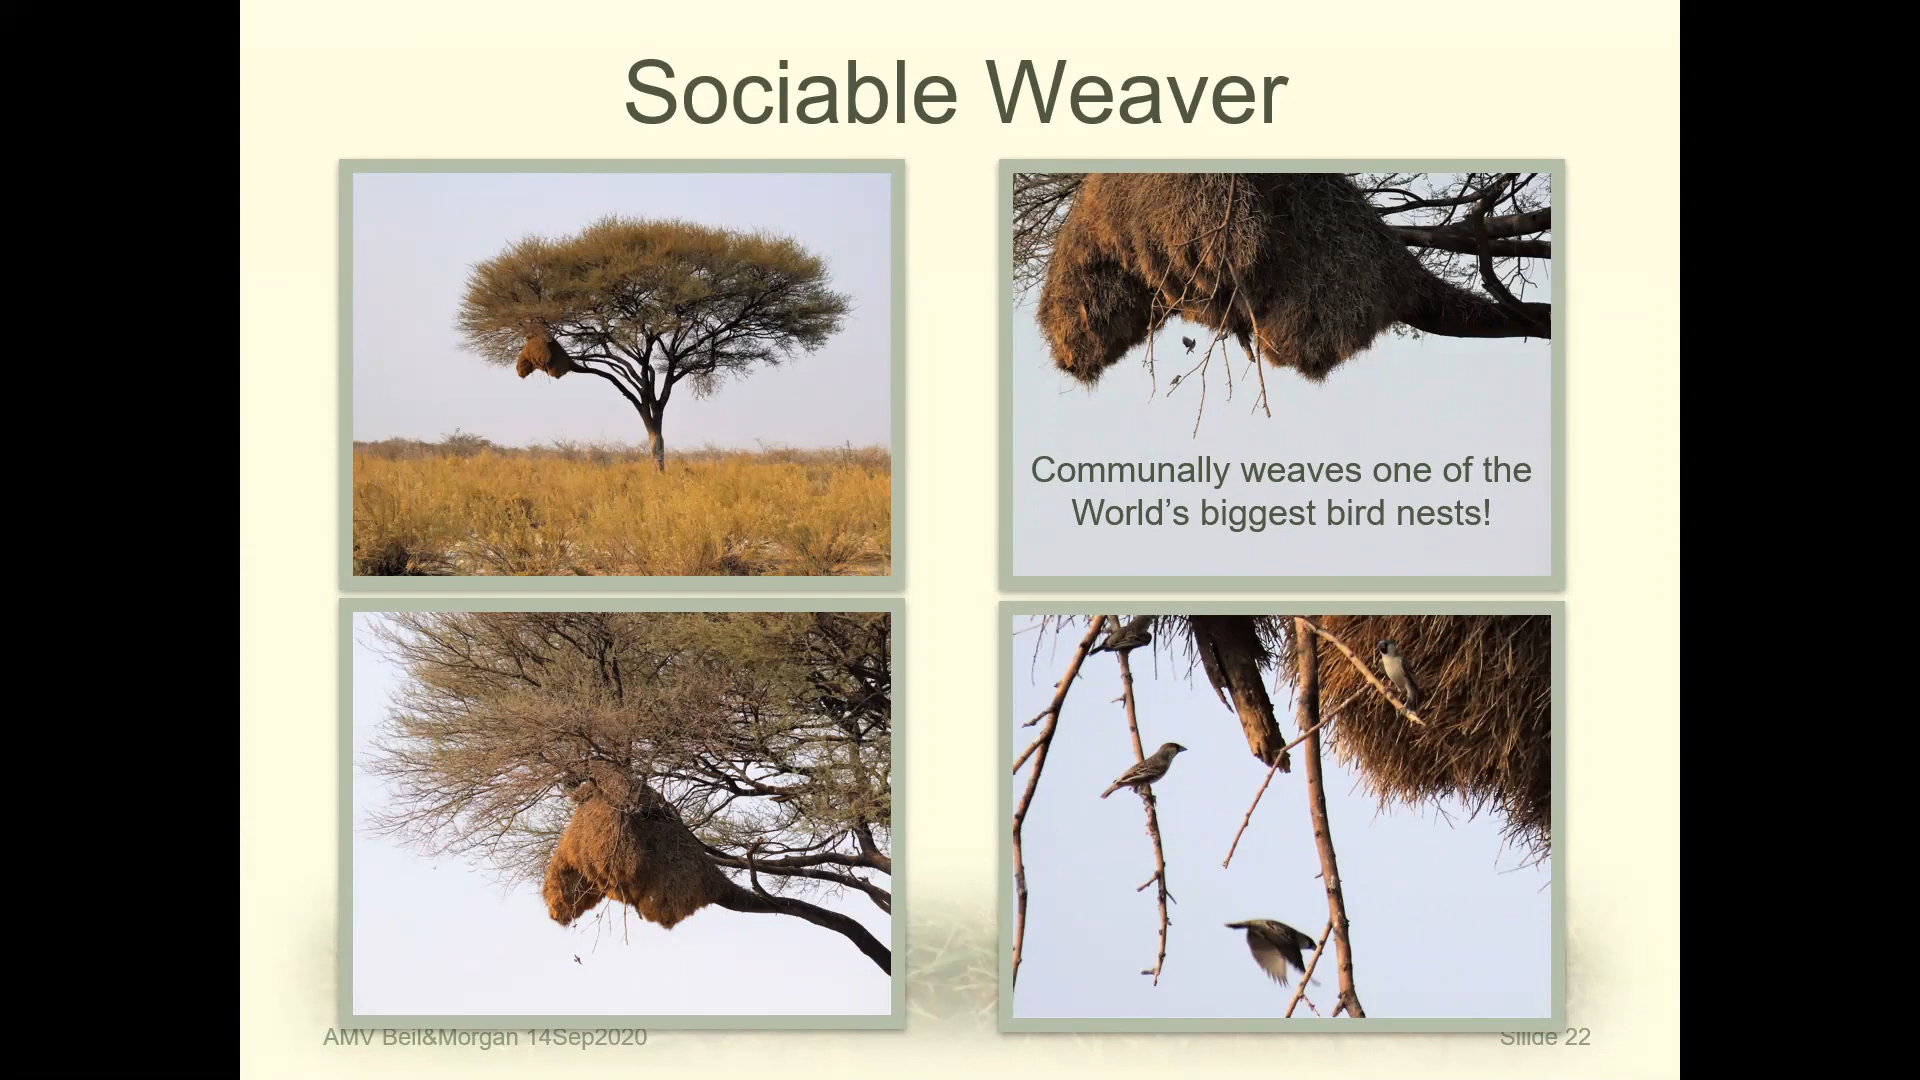 Sociable Weaver
Communally weaves one of the
World’s biggest bird nests!
AMV Beil&Morgan 14Sep2020
Slide 22